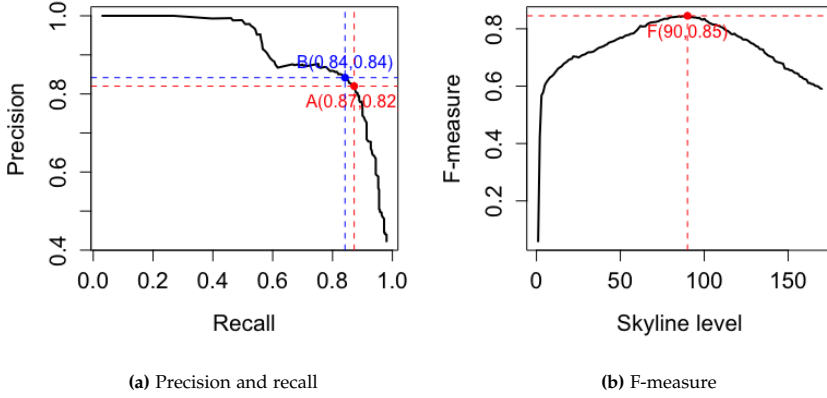 1.0
0.8
0.6
0.4
Precision
B(0.84,0.84)
A(0.87,0.82
0.0 0.2 0.4 0.6 0.8 1.0
Recall
(a) Precision and recall
0.8
0.6
0.4
0.2
F-measure
F(90,0.85)
0 50 100 150
Skyline level
(b) F-measure